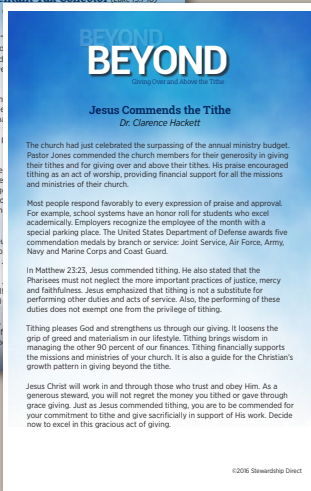 (Luke 15:7-10)
BEYOND
BEYOND
Giving Over and Above the Tithe
Jesus Commends the Tithe
Dr. Clarence Hackett
The church had just celebrated the surpassing of the annual ministry budget.
Pastor Jones commended the church members for their generosity in giving
their tithes and for giving over and above their tithes. His praise encouraged
tithing as an act of worship, providing financial support for all the missions
and ministries of their church.
Most people respond favorably to every expression of praise and approval.
For example, school systems have an honor roll for students who excel
academically. Employers recognize the employee of the month with a
special parking place. The United States Department of Defense awards five
commendation medals by branch or service: Joint Service, Air Force, Army,
Navy and Marine Corps and Coast Guard.
In Matthew 23:23, Jesus commended tithing. He also stated that the
Pharisees must not neglect the more important practices of justice, mercy
and faithfulness. Jesus emphasized that tithing is not a substitute for
performing other duties and acts of service. Also, the performing of these
duties does not exempt one from the privilege of tithing.
Tithing pleases God and strengthens us through our giving. It loosens the
grip of greed and materialism in our lifestyle. Tithing brings wisdom in
managing the other 90 percent of our finances. Tithing financially supports
the missions and ministries of your church. It is also a guide for the Christian's
growth pattern in giving beyond the tithe.
Jesus Christ will work in and through those who trust and obey Him. As a
generous steward, you will not regret the money you tithed or gave through
grace giving. Just as Jesus commended tithing, you are to be commended for
your commitment to tithe and give sacrificially in support of His work. Decide
now to excel in this gracious act of giving.
©2016 Stewardship Direct